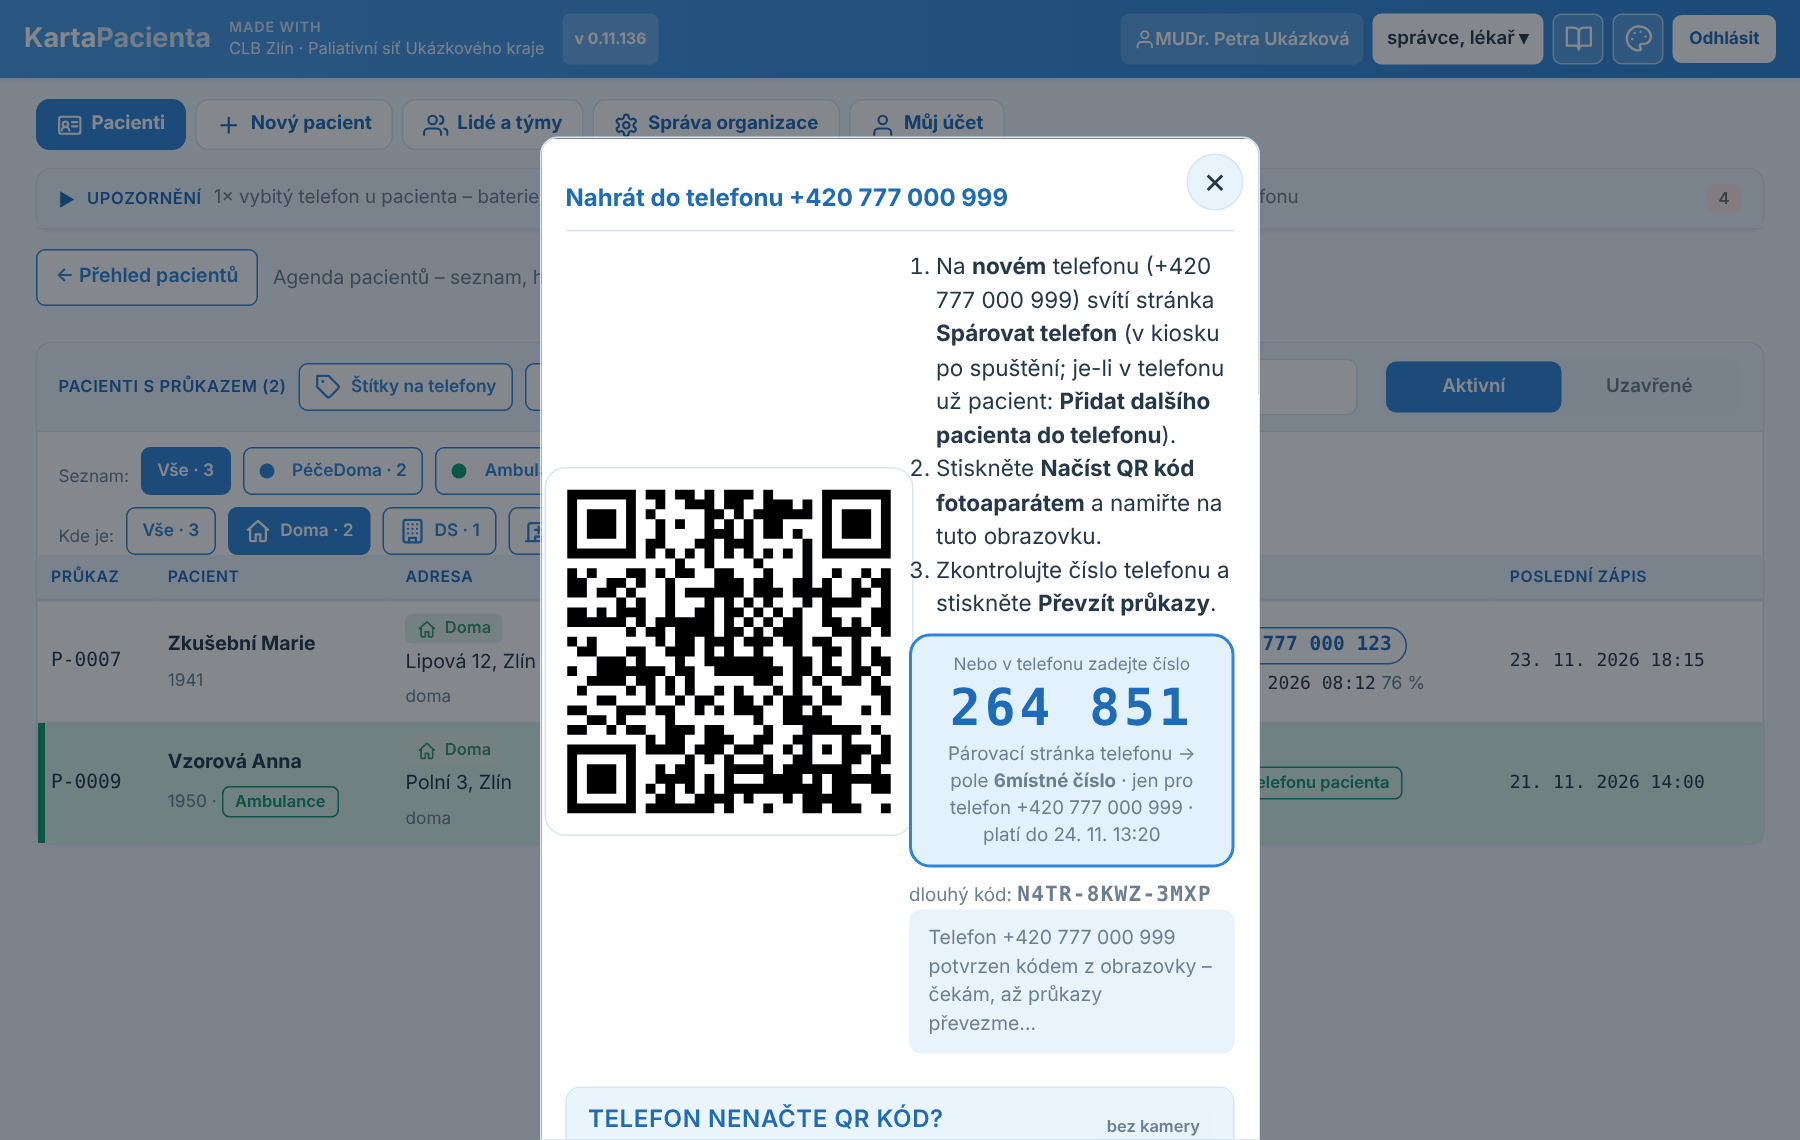 KartaPacienta
MADE WITH
CLB Zlín · Paliativní síť Ukázkového kraje
v 0.11.136
MUDr. Petra Ukázková
správce, lékař ▾
Odhlásit
Pacienti
Nový pacient
Lidé a týmy
Správa organizace
Můj účet
UPOZORNĚNÍ 1× vybitý telefon u pacienta – baterie
4
← Přehled pacientů
Agenda pacientů – seznam,
PACIENTI S PRŮKAZEM (2)
Štítky na telefony
Aktivní
Uzavřené
Seznam:
Vše · 3
PéčeDoma · 2
Kde je:
Vše · 3
Doma · 2
DS · 1
PRŮKAZ
PACIENT
ADRESA
POSLEDNÍ ZÁPIS
P-0007
Zkušební Marie
1941
Doma
Lipová 12, Zlín
doma
777 000 123
2026 08:12 76 %
23. 11. 2026 18:15
P-0009
Vzorová Anna
1950 · Ambulance
Doma
Polní 3, Zlín
doma
elefonu pacienta
21. 11. 2026 14:00
Nahrát do telefonu +420 777 000 999
×
1. Na novém telefonu (+420
777 000 999) svítí stránka
Spárovat telefon (v kiosku
po spuštění; je-li v telefonu
už pacient: Přidat dalšího
pacienta do telefonu).
2. Stiskněte Načíst QR kód
fotoaparátem a namiřte na
tuto obrazovku.
3. Zkontrolujte číslo telefonu a
stiskněte Převzít průkazy.
Nebo v telefonu zadejte číslo
264 851
Párovací stránka telefonu →
pole 6místné číslo · jen pro
telefon +420 777 000 999 ·
platí do 24. 11. 13:20
dlouhý kód: N4TR-8KWZ-3MXP
Telefon +420 777 000 999
potvrzen kódem z obrazovky –
čekám, až průkazy
převezme…
TELEFON NENAČTE QR KÓD?
bez kamery